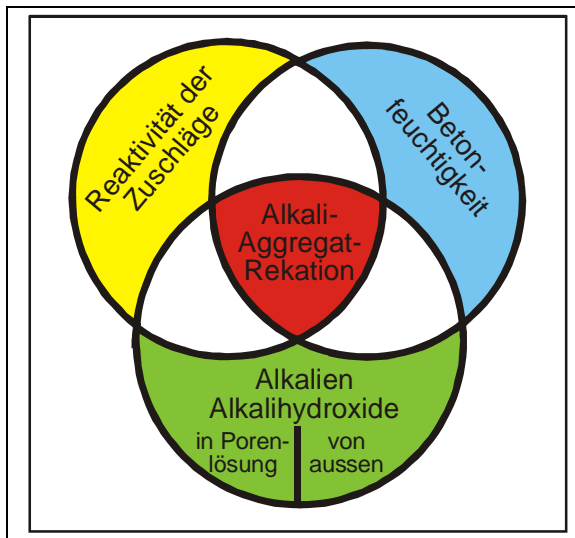 Reaktivität der
Zuschläge
Beton-
feuchtigkeit
Alkali-
Aggregat-
Rekation
Alkalien
Alkalihydroxide
in Poren-
lösung
von
aussen